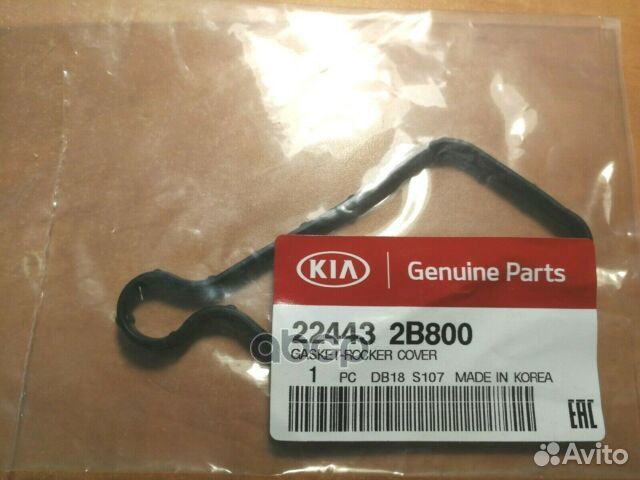 KIA Genuine Parts
22443 2B800
GASKET-ROCKER COVER
1 PC DB18 S107 MADE IN KOREA
EAC
Avito